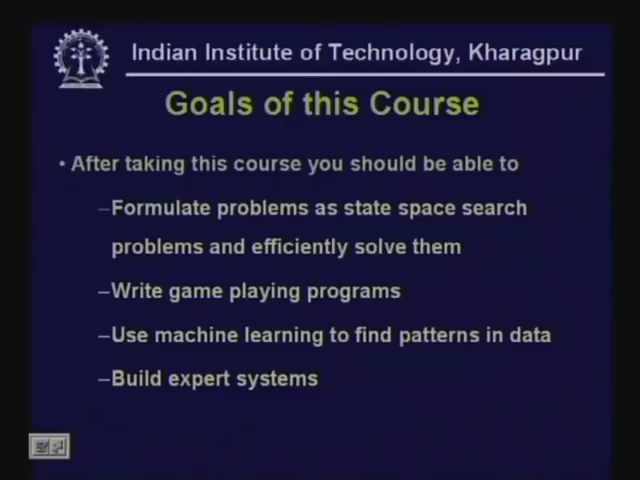 Indian Institute of Technology, Kharagpur
Goals of this Course
• After taking this course you should be able to
–Formulate problems as state space search
problems and efficiently solve them
–Write game playing programs
–Use machine learning to find patterns in data
–Build expert systems